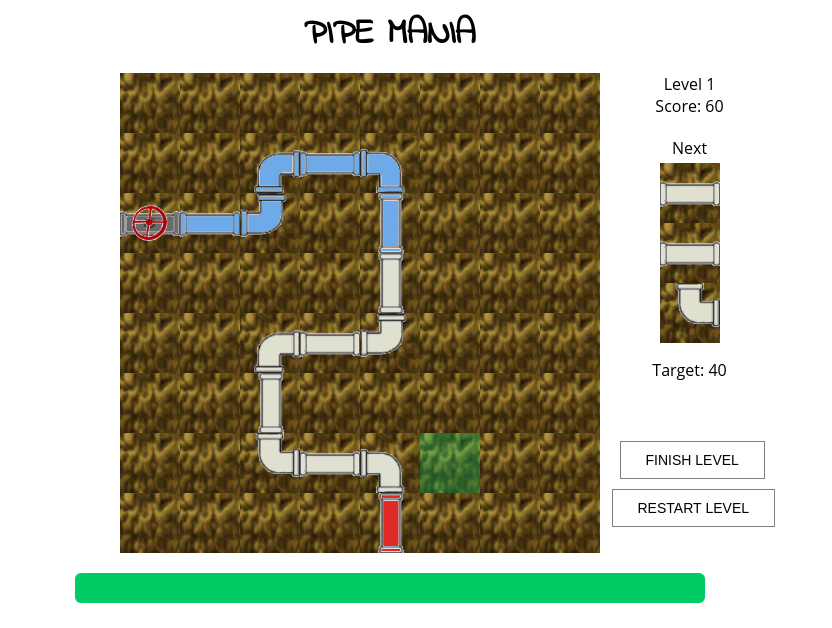 PIPE MANIA
Level 1
Score: 60
Next
Target: 40
FINISH LEVEL
RESTART LEVEL